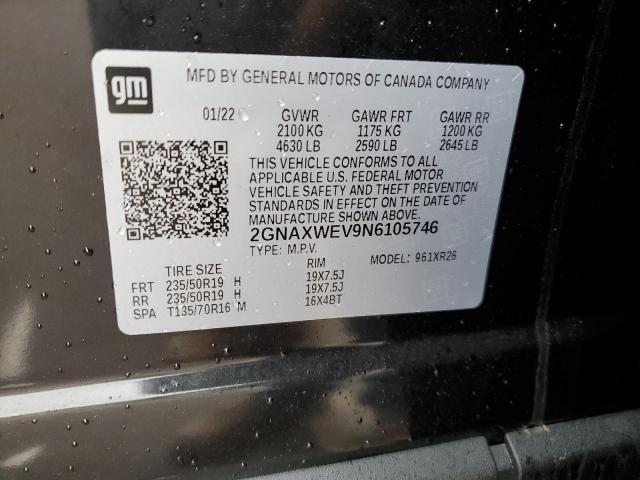 gm
MFD BY GENERAL MOTORS OF CANADA COMPANY
01/22 GVWR GAWR FRT GAWR RR
2100 KG 1175 KG 1200 KG
4630 LB 2590 LB 2645 LB
THIS VEHICLE CONFORMS TO ALL
APPLICABLE U.S. FEDERAL MOTOR
VEHICLE SAFETY AND THEFT PREVENTION
STANDARDS IN EFFECT ON THE DATE OF
MANUFACTURE SHOWN ABOVE.
2GNAXWEV9N6105746
TYPE: M.P.V. MODEL: 961XR26
TIRE SIZE RIM
FRT 235/50R19 H 19X7.5J
RR 235/50R19 H 19X7.5J
SPA T135/70R16 M 16X4BT